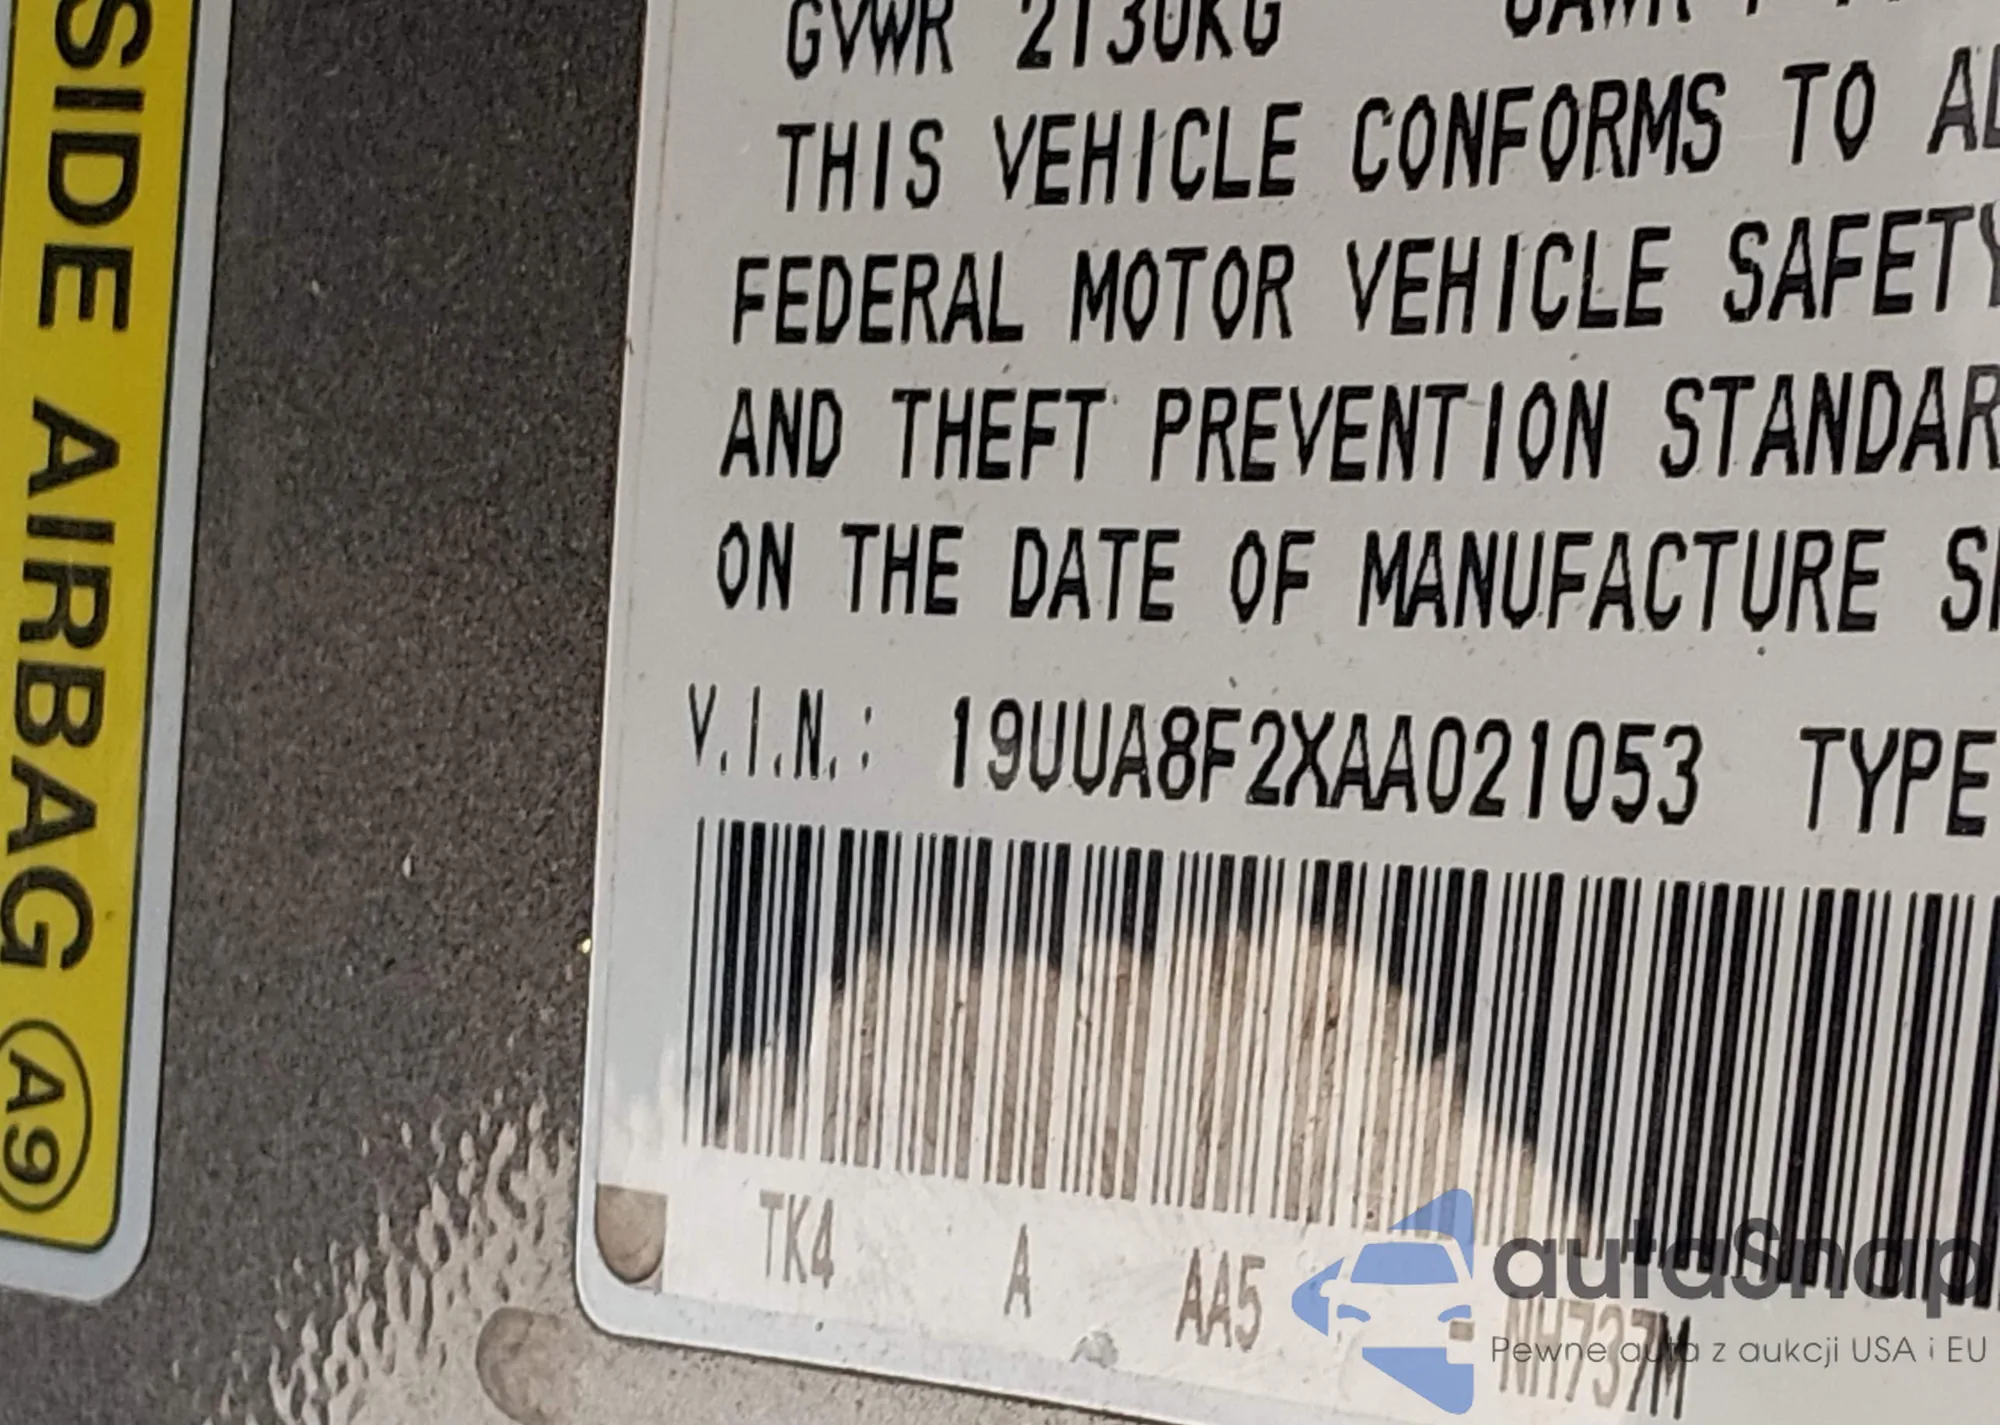 SIDE AIRBAG A9
GVWR 2130KG
THIS VEHICLE CONFORMS TO AL
FEDERAL MOTOR VEHICLE SAFETY
AND THEFT PREVENTION STANDAR
ON THE DATE OF MANUFACTURE
V.I.N.: 19UUA8F2XAA021053 TYPE
TK4 A AA5 - NH737M
autaSnap
Pewne auta z aukcji USA i EU